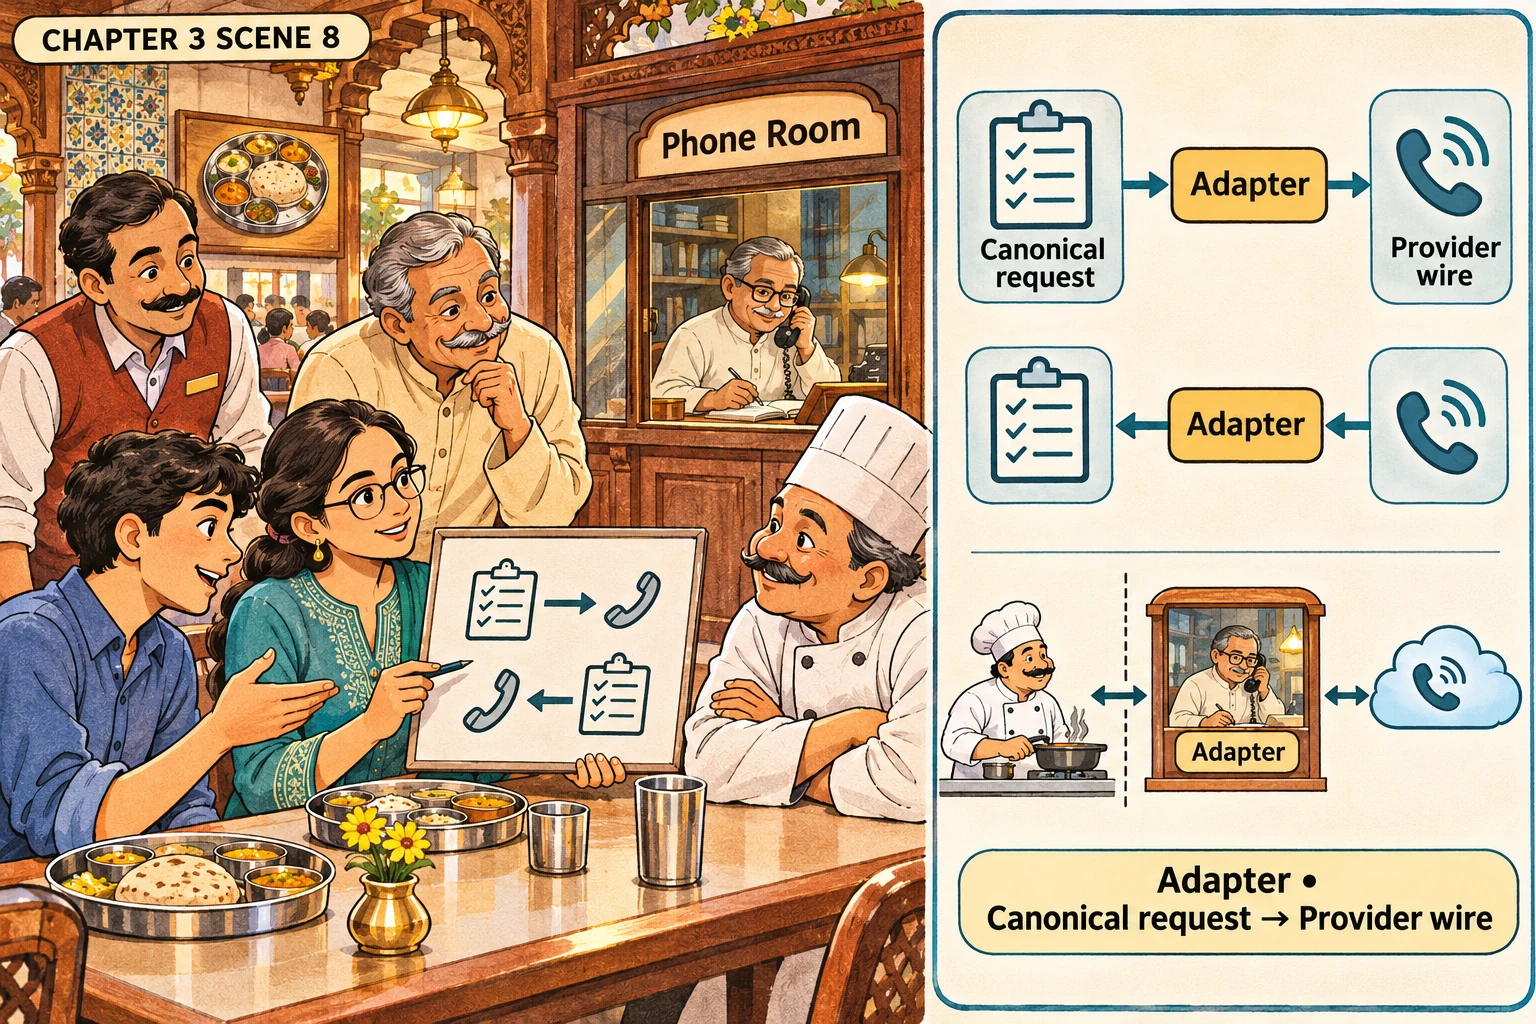 CHAPTER 3 SCENE 8
Phone Room
Canonical
request
Adapter
Provider
wire
Adapter
Adapter
Adapter •
Canonical request → Provider wire